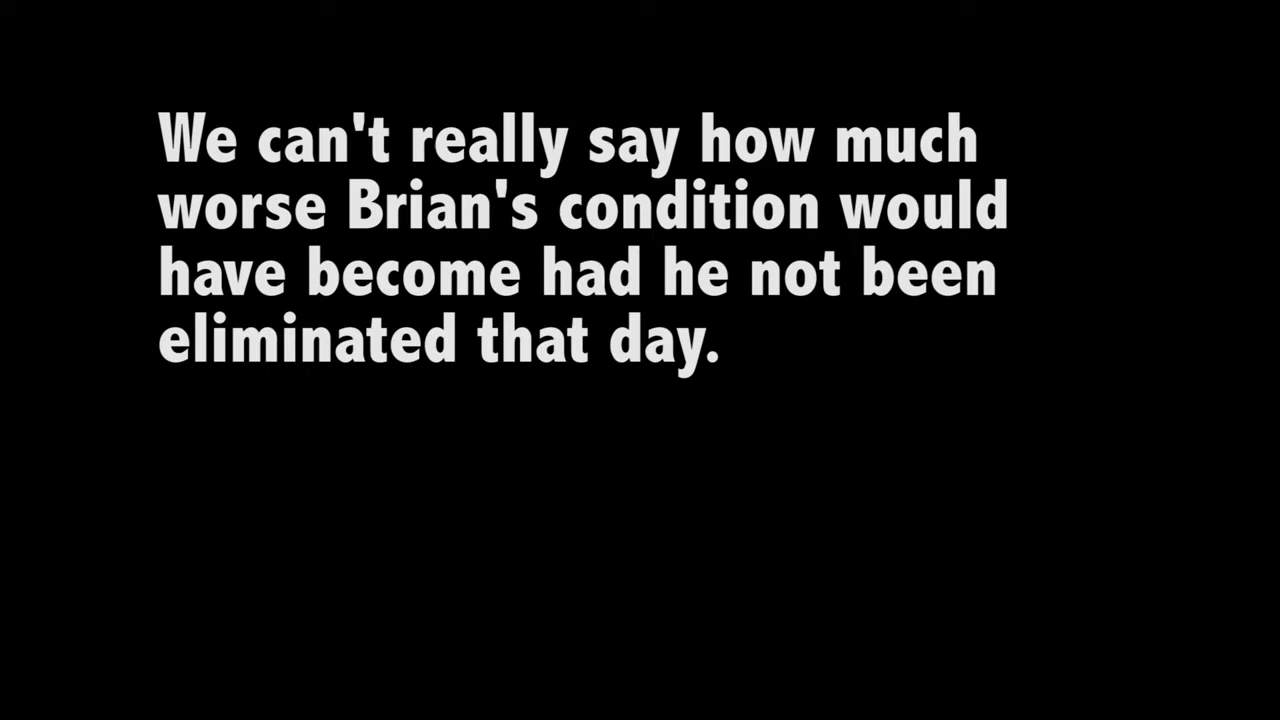 We can't really say how much
worse Brian's condition would
have become had he not been
eliminated that day.